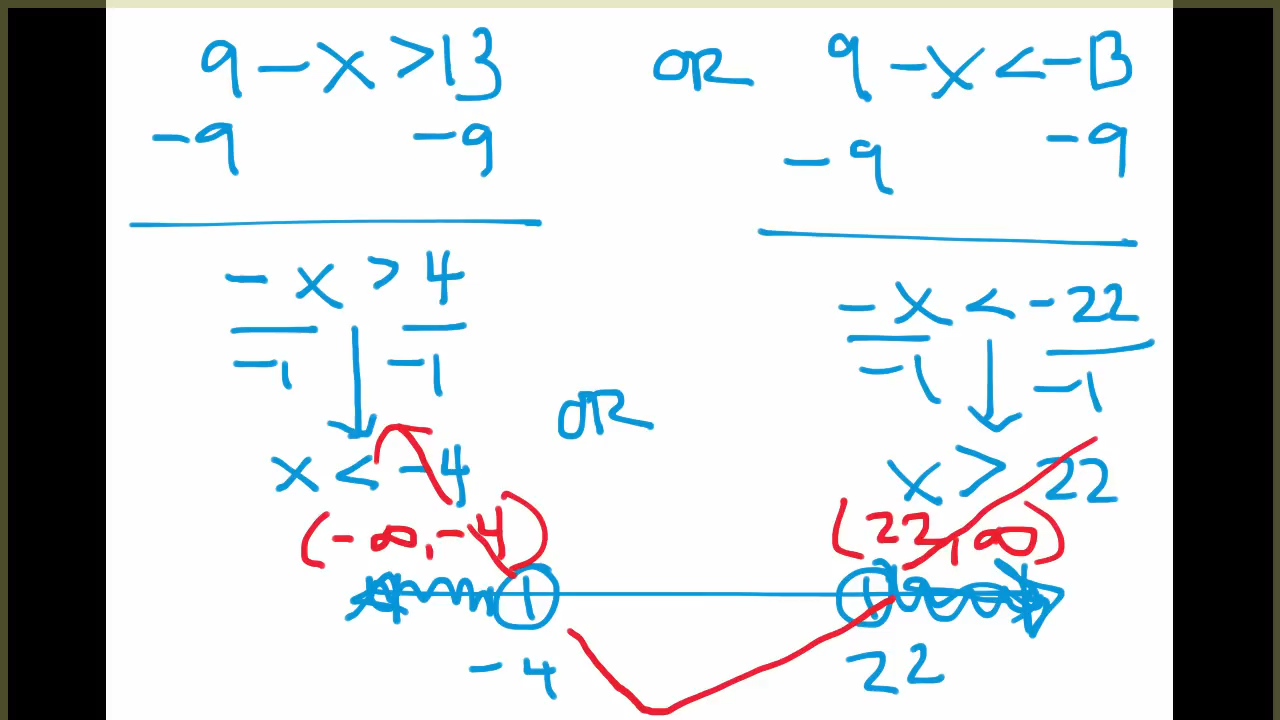 9 - x > 13 OR 9 - x < -13
-9 -9 -9 -9
-x > 4 -x < -22
-1 -1 -1 -1
OR
x < -4 x > 22
(-∞, -4) (22, ∞)
-4 22